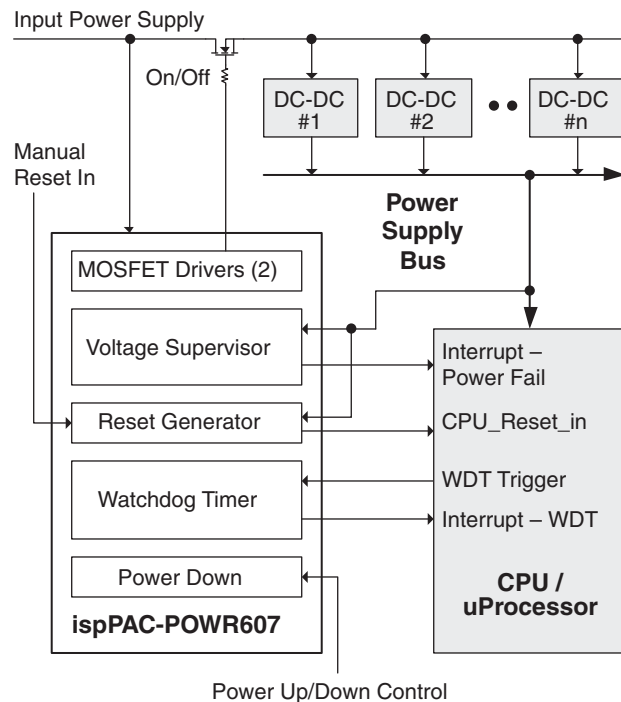 Input Power Supply
On/Off
DC-DC
#1
DC-DC
#2
DC-DC
#n
Manual
Reset In
Power
Supply
Bus
MOSFET Drivers (2)
Voltage Supervisor
Interrupt –
Power Fail
Reset Generator
CPU_Reset_in
Watchdog Timer
WDT Trigger
Interrupt – WDT
Power Down
CPU /
uProcessor
ispPAC-POWR607
Power Up/Down Control